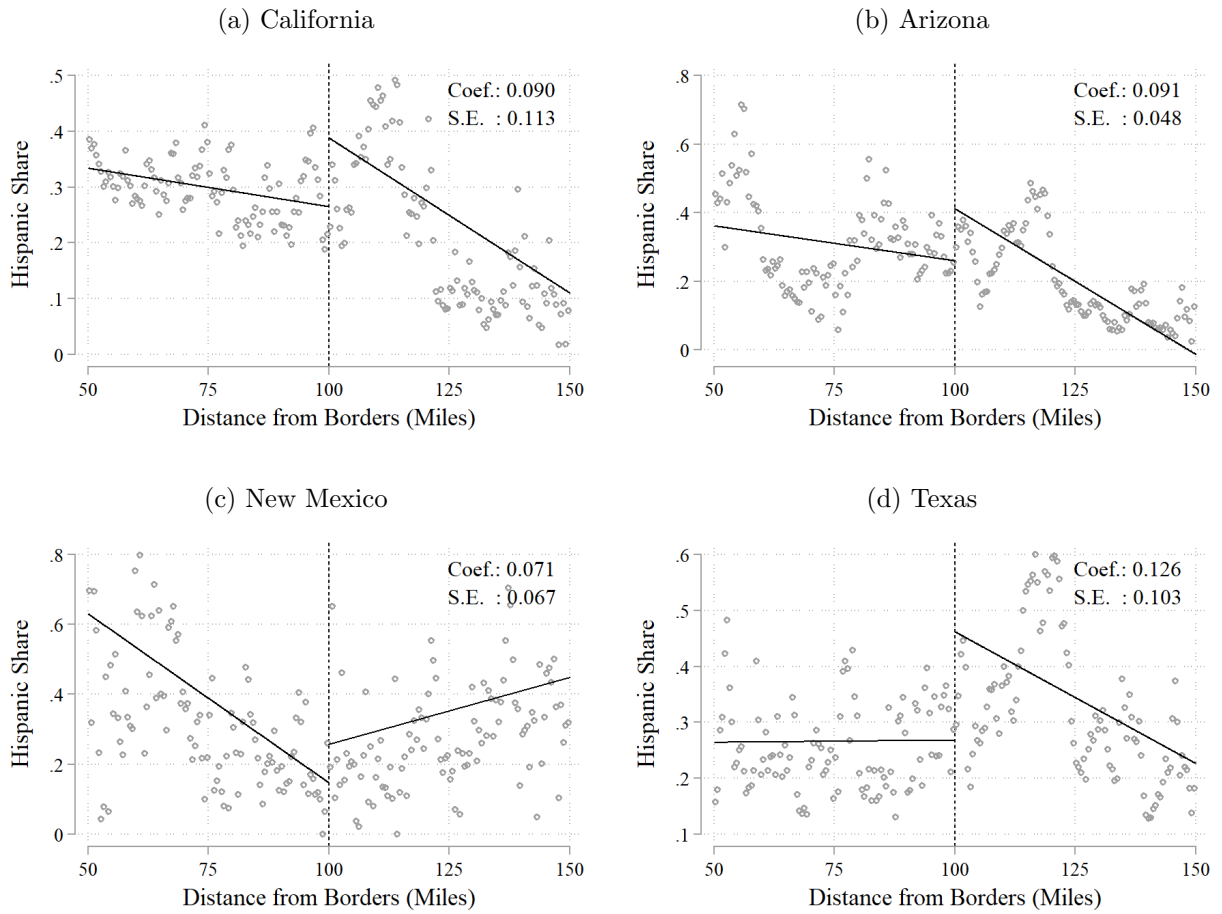 (a) California
Coef.: 0.090
S.E. : 0.113
.5
.4
.3
.2
.1
0
Hispanic Share
50
75
100
125
150
Distance from Borders (Miles)
(b) Arizona
Coef.: 0.091
S.E. : 0.048
.8
.6
.4
.2
0
Hispanic Share
50
75
100
125
150
Distance from Borders (Miles)
(c) New Mexico
Coef.: 0.071
S.E. : 0.067
.8
.6
.4
.2
0
Hispanic Share
50
75
100
125
150
Distance from Borders (Miles)
(d) Texas
Coef.: 0.126
S.E. : 0.103
.6
.5
.4
.3
.2
.1
Hispanic Share
50
75
100
125
150
Distance from Borders (Miles)